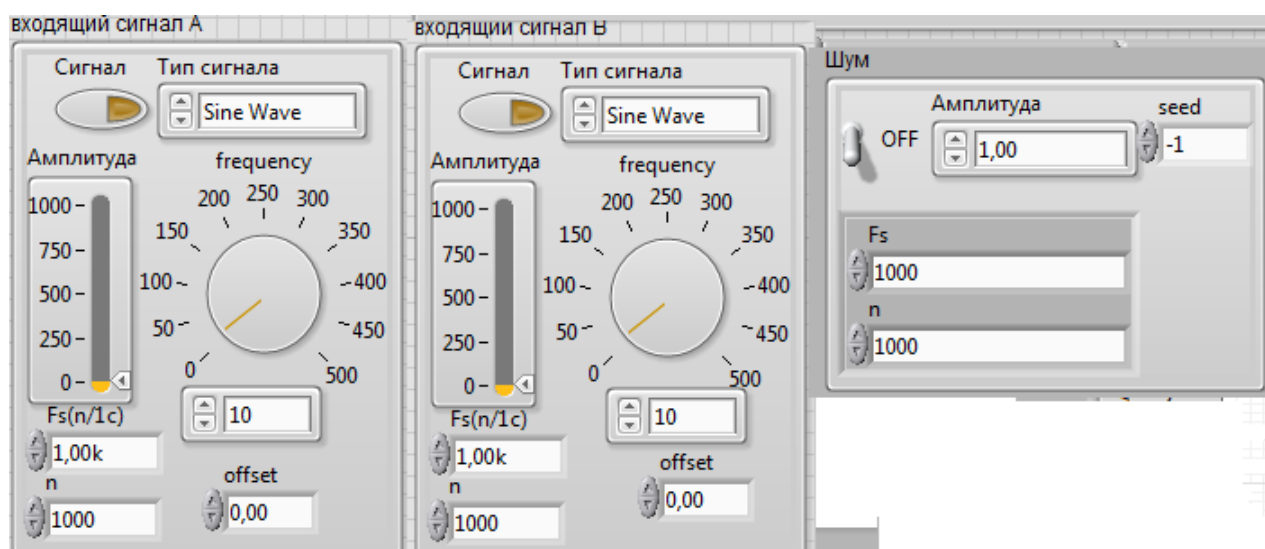 входящий сигнал А
Сигнал Тип сигнала
Sine Wave
Амплитуда frequency
1000 750 500 250 0
0 50 100 150 200 250 300 350 400 450 500
10
Fs(n/1c)
1,00k
n
1000
offset
0,00
входящий сигнал В
Сигнал Тип сигнала
Sine Wave
Амплитуда frequency
1000 750 500 250 0
0 50 100 150 200 250 300 350 400 450 500
10
Fs(n/1c)
1,00k
n
1000
offset
0,00
Шум
OFF
Амплитуда
1,00
seed
-1
Fs
1000
n
1000